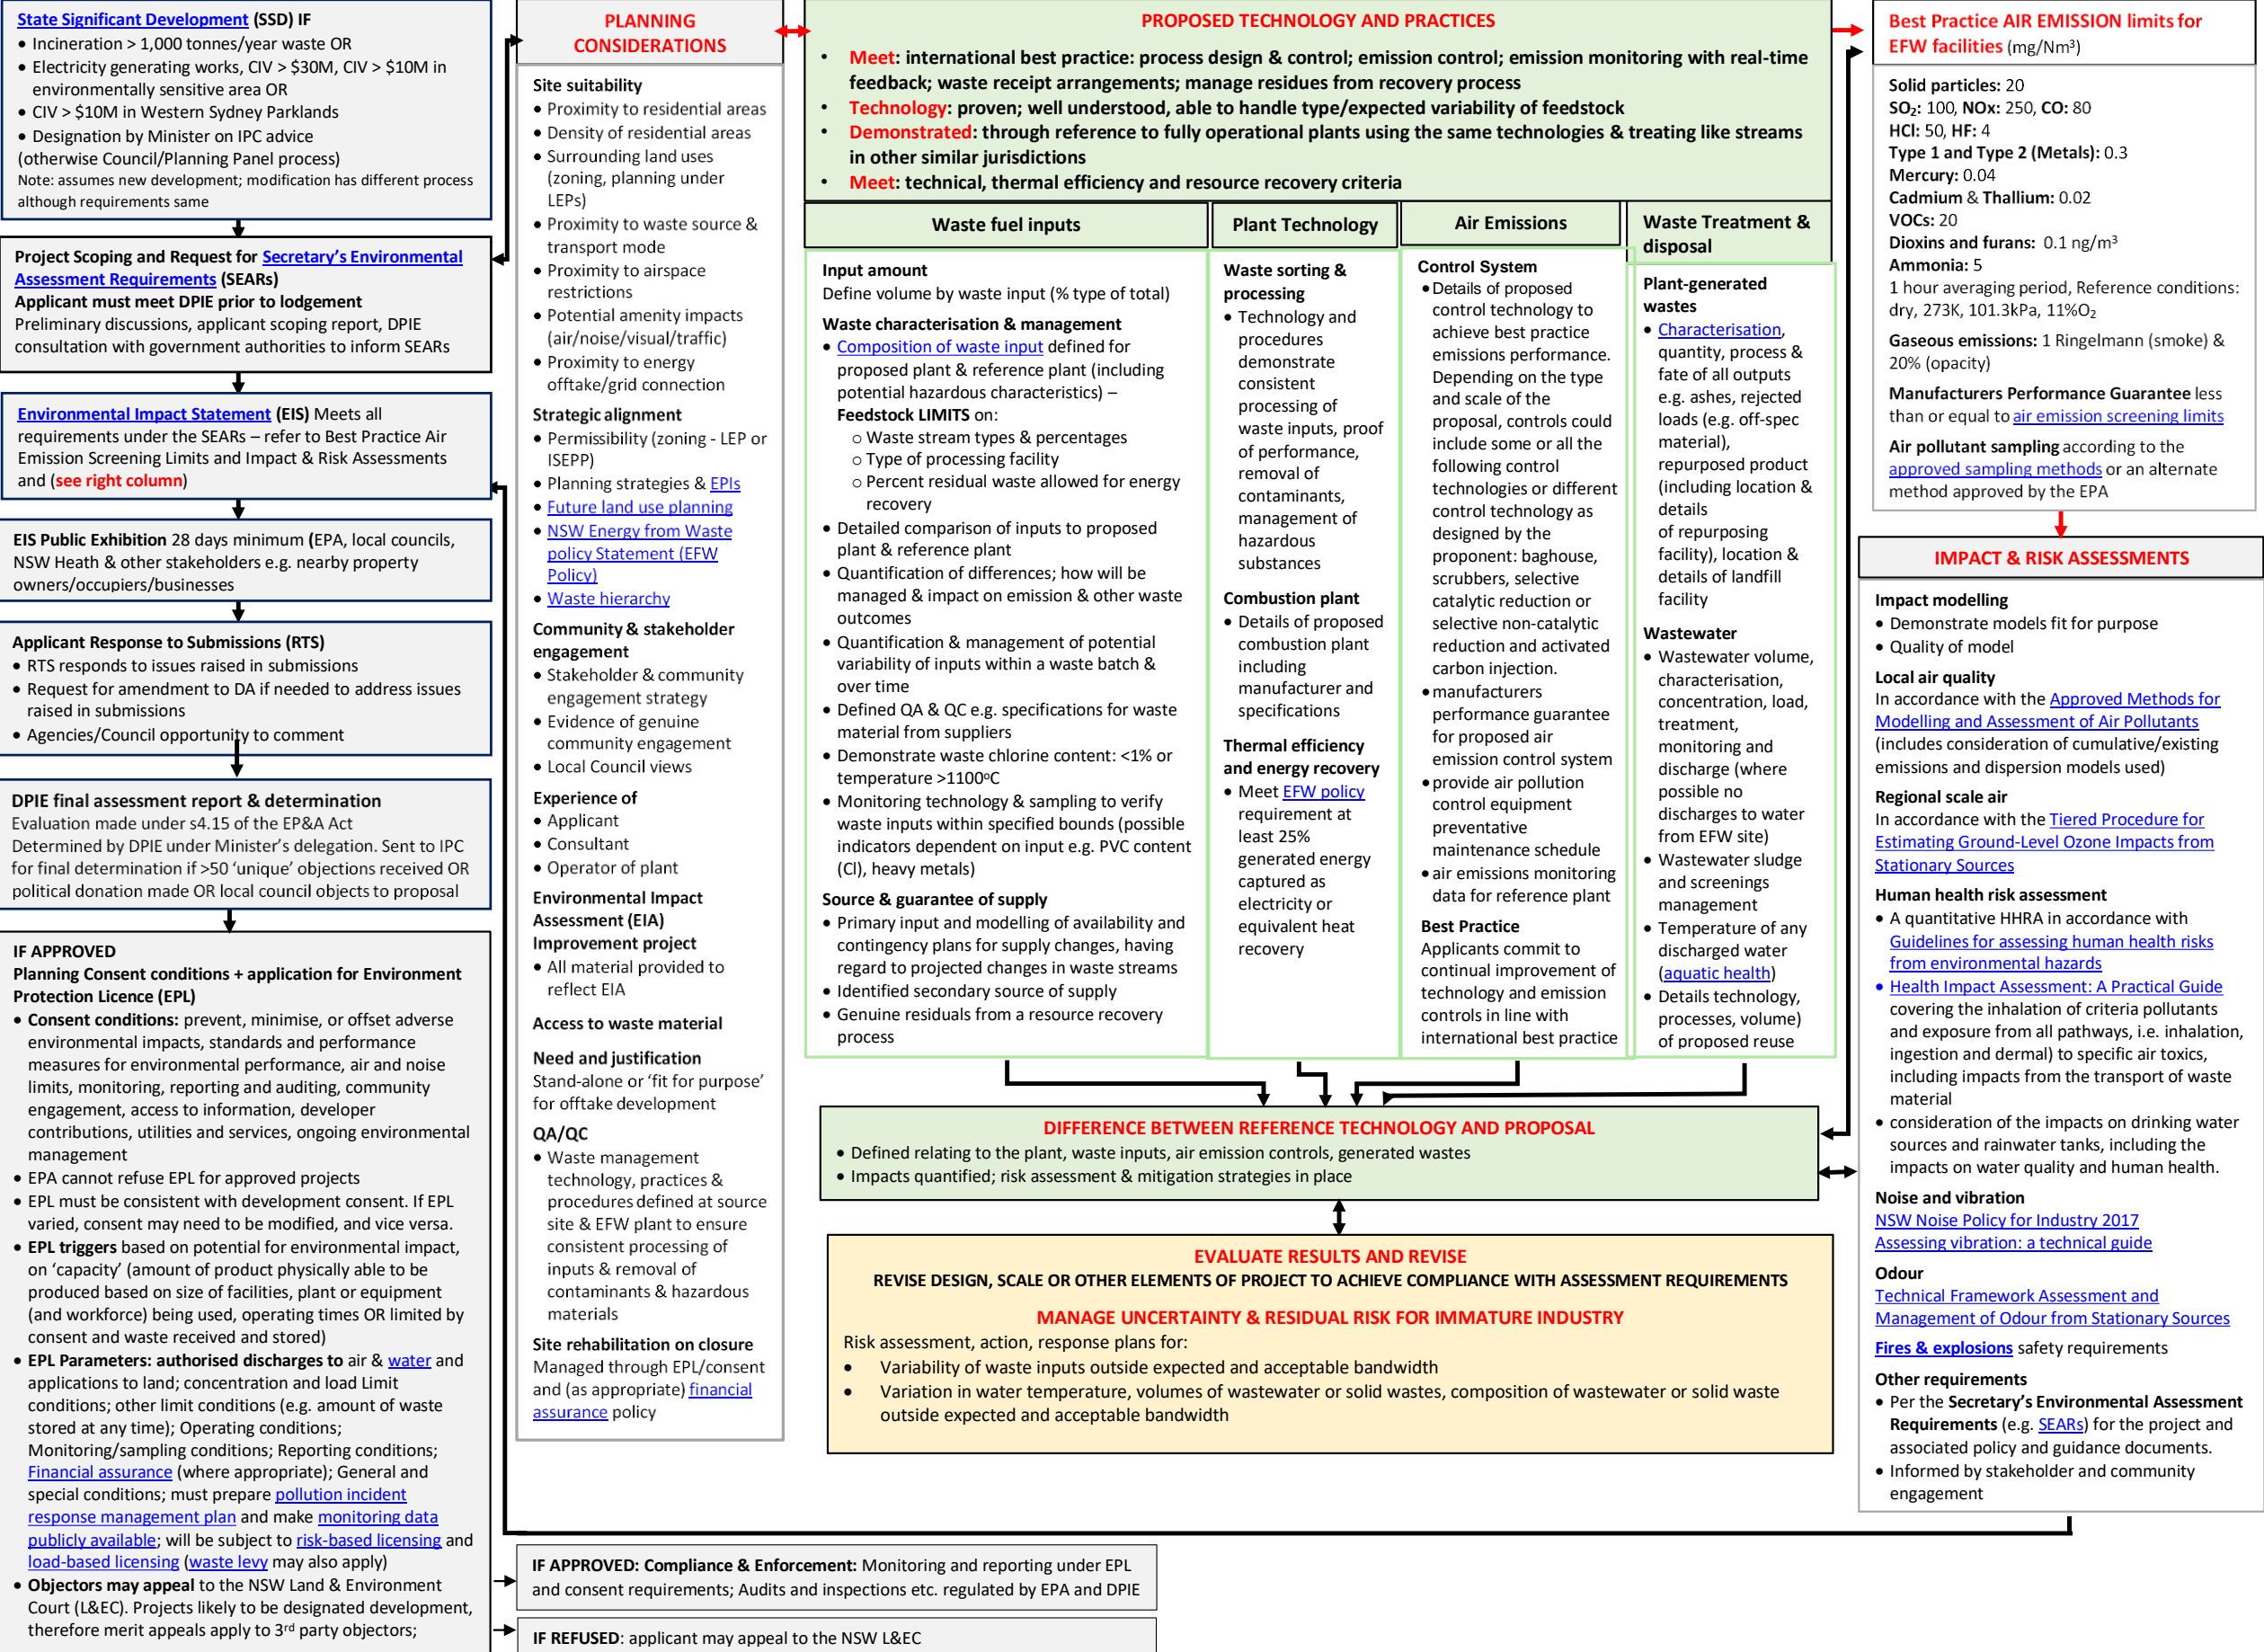 State Significant Development (SSD) IF
• Incineration > 1,000 tonnes/year waste OR
• Electricity generating works, CIV > $30M, CIV > $10M in
environmentally sensitive area OR
• CIV > $10M in Western Sydney Parklands
• Designation by Minister on IPC advice
(otherwise Council/Planning Panel process)
Note: assumes new development; modification has different process
although requirements same
Project Scoping and Request for Secretary's Environmental
Assessment Requirements (SEARs)
Applicant must meet DPIE prior to lodgement
Preliminary discussions, applicant scoping report, DPIE
consultation with government authorities to inform SEARs
Environmental Impact Statement (EIS) Meets all
requirements under the SEARs – refer to Best Practice Air
Emission Screening Limits and Impact & Risk Assessments
and (see right column)
EIS Public Exhibition 28 days minimum (EPA, local councils,
NSW Heath & other stakeholders e.g. nearby property
owners/occupiers/businesses
Applicant Response to Submissions (RTS)
• RTS responds to issues raised in submissions
• Request for amendment to DA if needed to address issues
raised in submissions
• Agencies/Council opportunity to comment
DPIE final assessment report & determination
Evaluation made under s4.15 of the EP&A Act
Determined by DPIE under Minister's delegation. Sent to IPC
for final determination if >50 'unique' objections received OR
political donation made OR local council objects to proposal
IF APPROVED
Planning Consent conditions + application for Environment
Protection Licence (EPL)
• Consent conditions: prevent, minimise, or offset adverse
environmental impacts, standards and performance
measures for environmental performance, air and noise
limits, monitoring, reporting and auditing, community
engagement, access to information, developer
contributions, utilities and services, ongoing environmental
management
• EPA cannot refuse EPL for approved projects
• EPL must be consistent with development consent. If EPL
varied, consent may need to be modified, and vice versa.
• EPL triggers based on potential for environmental impact,
on 'capacity' (amount of product physically able to be
produced based on size of facilities, plant or equipment
(and workforce) being used, operating times OR limited by
consent and waste received and stored)
• EPL Parameters: authorised discharges to air & water and
applications to land; concentration and load Limit
conditions; other limit conditions (e.g. amount of waste
stored at any time); Operating conditions;
Monitoring/sampling conditions; Reporting conditions;
Financial assurance (where appropriate); General and
special conditions; must prepare pollution incident
response management plan and make monitoring data
publicly available; will be subject to risk-based licensing and
load-based licensing (waste levy may also apply)
• Objectors may appeal to the NSW Land & Environment
Court (L&EC). Projects likely to be designated development,
therefore merit appeals apply to 3rd party objectors;
PLANNING
CONSIDERATIONS
Site suitability
• Proximity to residential areas
• Density of residential areas
• Surrounding land uses
(zoning, planning under
LEPs)
• Proximity to waste source &
transport mode
• Proximity to airspace
restrictions
• Potential amenity impacts
(air/noise/visual/traffic)
• Proximity to energy
offtake/grid connection
Strategic alignment
• Permissibility (zoning - LEP or
ISEPP)
• Planning strategies & EPIs
• Future land use planning
• NSW Energy from Waste
policy Statement (EFW
Policy)
• Waste hierarchy
Community & stakeholder
engagement
• Stakeholder & community
engagement strategy
• Evidence of genuine
community engagement
• Local Council views
Experience of
• Applicant
• Consultant
• Operator of plant
Environmental Impact
Assessment (EIA)
Improvement project
• All material provided to
reflect EIA
Access to waste material
Need and justification
Stand-alone or 'fit for purpose'
for offtake development
QA/QC
• Waste management
technology, practices &
procedures defined at source
site & EFW plant to ensure
consistent processing of
inputs & removal of
contaminants & hazardous
materials
Site rehabilitation on closure
Managed through EPL/consent
and (as appropriate) financial
assurance policy
PROPOSED TECHNOLOGY AND PRACTICES
• Meet: international best practice: process design & control; emission control; emission monitoring with real-time
feedback; waste receipt arrangements; manage residues from recovery process
• Technology: proven; well understood, able to handle type/expected variability of feedstock
• Demonstrated: through reference to fully operational plants using the same technologies & treating like streams
in other similar jurisdictions
• Meet: technical, thermal efficiency and resource recovery criteria
Waste fuel inputs
Input amount
Define volume by waste input (% type of total)
Waste characterisation & management
• Composition of waste input defined for
proposed plant & reference plant (including
potential hazardous characteristics) –
Feedstock LIMITS on:
o Waste stream types & percentages
o Type of processing facility
o Percent residual waste allowed for energy
recovery
• Detailed comparison of inputs to proposed
plant & reference plant
• Quantification of differences; how will be
managed & impact on emission & other waste
outcomes
• Quantification & management of potential
variability of inputs within a waste batch &
over time
• Defined QA & QC e.g. specifications for waste
material from suppliers
• Demonstrate waste chlorine content: <1% or
temperature >1100ºC
• Monitoring technology & sampling to verify
waste inputs within specified bounds (possible
indicators dependent on input e.g. PVC content
(Cl), heavy metals)
Source & guarantee of supply
• Primary input and modelling of availability and
contingency plans for supply changes, having
regard to projected changes in waste streams
• Identified secondary source of supply
• Genuine residuals from a resource recovery
process
Plant Technology
Waste sorting &
processing
• Technology and
procedures
demonstrate
consistent
processing of
waste inputs, proof
of performance,
removal of
contaminants,
management of
hazardous
substances
Combustion plant
• Details of proposed
combustion plant
including
manufacturer and
specifications
Thermal efficiency
and energy recovery
• Meet EFW policy
requirement at
least 25%
generated energy
captured as
electricity or
equivalent heat
recovery
Air Emissions
Control System
• Details of proposed
control technology to
achieve best practice
emissions performance.
Depending on the type
and scale of the
proposal, controls could
include some or all the
following control
technologies or different
control technology as
designed by the
proponent: baghouse,
scrubbers, selective
catalytic reduction or
selective non-catalytic
reduction and activated
carbon injection.
• manufacturers
performance guarantee
for proposed air
emission control system
• provide air pollution
control equipment
preventative
maintenance schedule
• air emissions monitoring
data for reference plant
Best Practice
Applicants commit to
continual improvement of
technology and emission
controls in line with
international best practice
Waste Treatment &
disposal
Plant-generated
wastes
• Characterisation,
quantity, process &
fate of all outputs
e.g. ashes, rejected
loads (e.g. off-spec
material),
repurposed product
(including location &
details
of repurposing
facility), location &
details of landfill
facility
Wastewater
• Wastewater volume,
characterisation,
concentration, load,
treatment,
monitoring and
discharge (where
possible no
discharges to water
from EFW site)
• Wastewater sludge
and screenings
management
• Temperature of any
discharged water
(aquatic health)
• Details technology,
processes, volume)
of proposed reuse
DIFFERENCE BETWEEN REFERENCE TECHNOLOGY AND PROPOSAL
• Defined relating to the plant, waste inputs, air emission controls, generated wastes
• Impacts quantified; risk assessment & mitigation strategies in place
EVALUATE RESULTS AND REVISE
REVISE DESIGN, SCALE OR OTHER ELEMENTS OF PROJECT TO ACHIEVE COMPLIANCE WITH ASSESSMENT REQUIREMENTS
MANAGE UNCERTAINTY & RESIDUAL RISK FOR IMMATURE INDUSTRY
Risk assessment, action, response plans for:
• Variability of waste inputs outside expected and acceptable bandwidth
• Variation in water temperature, volumes of wastewater or solid wastes, composition of wastewater or solid waste
outside expected and acceptable bandwidth
Best Practice AIR EMISSION limits for
EFW facilities (mg/Nm³)
Solid particles: 20
SO₂: 100, NOx: 250, CO: 80
HCl: 50, HF: 4
Type 1 and Type 2 (Metals): 0.3
Mercury: 0.04
Cadmium & Thallium: 0.02
VOCs: 20
Dioxins and furans: 0.1 ng/m³
Ammonia: 5
1 hour averaging period, Reference conditions:
dry, 273K, 101.3kPa, 11%O₂
Gaseous emissions: 1 Ringelmann (smoke) &
20% (opacity)
Manufacturers Performance Guarantee less
than or equal to air emission screening limits
Air pollutant sampling according to the
approved sampling methods or an alternate
method approved by the EPA
IMPACT & RISK ASSESSMENTS
Impact modelling
• Demonstrate models fit for purpose
• Quality of model
Local air quality
In accordance with the Approved Methods for
Modelling and Assessment of Air Pollutants
(includes consideration of cumulative/existing
emissions and dispersion models used)
Regional scale air
In accordance with the Tiered Procedure for
Estimating Ground-Level Ozone Impacts from
Stationary Sources
Human health risk assessment
• A quantitative HHRA in accordance with
Guidelines for assessing human health risks
from environmental hazards
• Health Impact Assessment: A Practical Guide
covering the inhalation of criteria pollutants
and exposure from all pathways, i.e. inhalation,
ingestion and dermal) to specific air toxics,
including impacts from the transport of waste
material
• consideration of the impacts on drinking water
sources and rainwater tanks, including the
impacts on water quality and human health.
Noise and vibration
NSW Noise Policy for Industry 2017
Assessing vibration: a technical guide
Odour
Technical Framework Assessment and
Management of Odour from Stationary Sources
Fires & explosions safety requirements
Other requirements
• Per the Secretary's Environmental Assessment
Requirements (e.g. SEARs) for the project and
associated policy and guidance documents.
• Informed by stakeholder and community
engagement
IF APPROVED: Compliance & Enforcement: Monitoring and reporting under EPL
and consent requirements; Audits and inspections etc. regulated by EPA and DPIE
IF REFUSED: applicant may appeal to the NSW L&EC